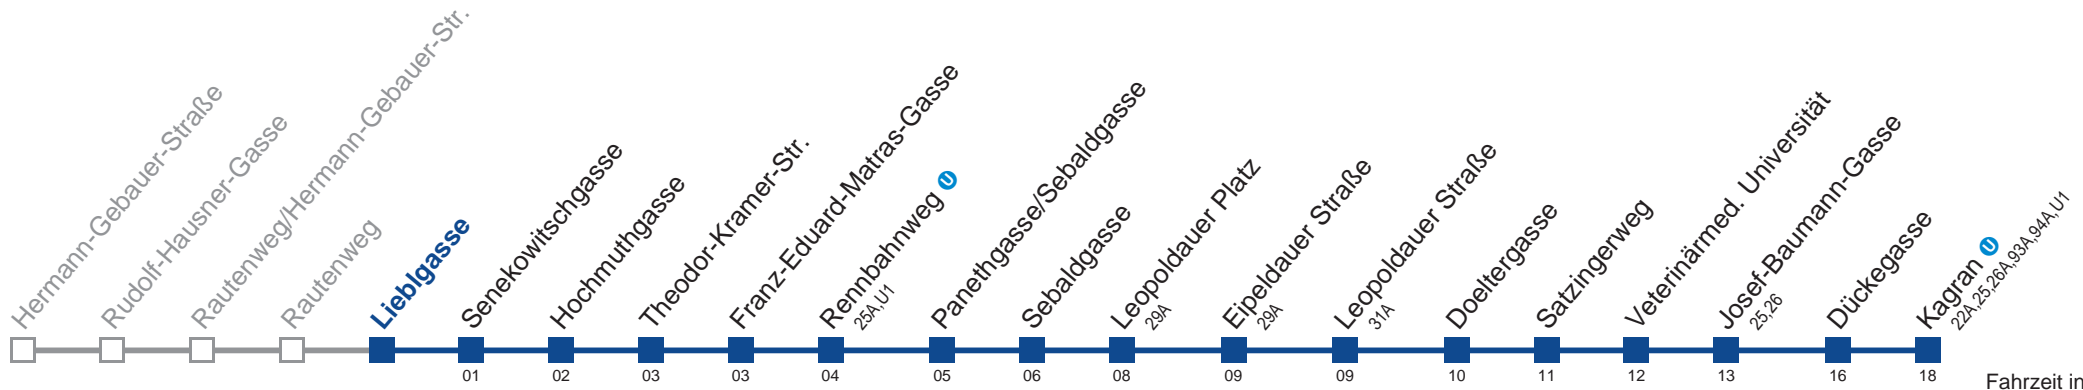 Hermann-Gebauer-Straße
Rudolf-Hausner-Gasse
Rautenweg/Hermann-Gebauer-Str.
Rautenweg
Lieblgasse
Senekowitschgasse
Hochmuthgasse
Theodor-Kramer-Str.
Franz-Eduard-Matras-Gasse
Rennbahnweg U
25A,U1
Panethgasse/Sebaldgasse
Sebaldgasse
Leopoldauer Platz
29A
Eipeldauer Straße
29A
Leopoldauer Straße
31A
Doeltergasse
Satzingerweg
Veterinärmed. Universität
Josef-Baumann-Gasse
25,26
Dückegasse
Kagran U
22A,25,26A,93A,94A,U1
01 02 03 03 04 05 06 08 09 09 10 11 12 13 16 18
Fahrzeit in